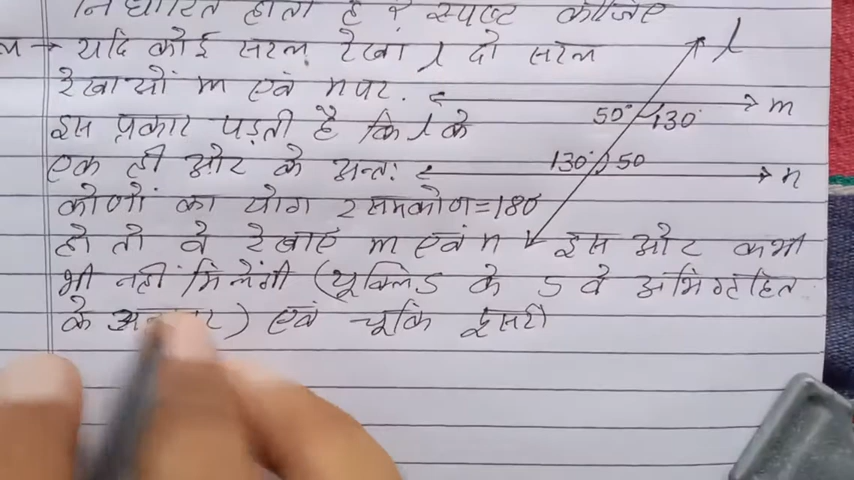 निर्धारित होता है ? स्पष्ट कीजिए
→ यदि कोई सरल रेखा l दो सरल
रेखाओं m एवं n पर
इस प्रकार पड़ती है कि l के
एक ही ओर के अन्तः
कोणों का योग 2 समकोण = 180°
हो तो वे रेखाएं m एवं n इस ओर कभी
भी नहीं मिलेंगी (यूक्लिड के 5 वे अभिगृहित
के अनुसार) एवं चूंकि दूसरी
l
m
50° 130°
130° 50
n